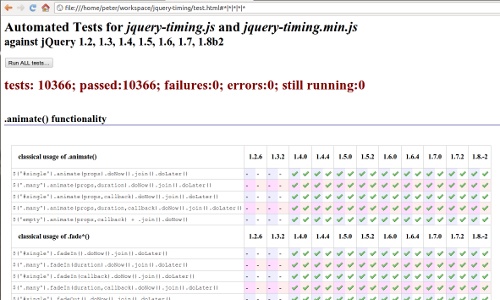 file:///home/peter/workspace/jquery-timing/test.html#*|*|*|*|*
Automated Tests for jquery-timing.js and jquery-timing.min.js
against jQuery 1.2, 1.3, 1.4, 1.5, 1.6, 1.7, 1.8b2
Run ALL tests...
tests: 10366; passed:10366; failures:0; errors:0; still running:0
.animate() functionality
classical usage of .animate() 1.2.6 1.3.2 1.4.0 1.4.4 1.5.0 1.5.2 1.6.0 1.6.4 1.7.0 1.7.2 1.8-2
$("#single").animate(props).doNow().join().doLater() - -
$(".many").animate(props,duration).doNow().join().doLater() - -
$("#single").animate(props,callback).doNow().join().doLater() - -
$(".many").animate(props,duration,callback).doNow().join().doLater() - -
$("empty").animate(props,callback) + .join().doNow() - -
classical usage of .fade*() 1.2.6 1.3.2 1.4.0 1.4.4 1.5.0 1.5.2 1.6.0 1.6.4 1.7.0 1.7.2 1.8-2
$("#single").fadeIn().doNow().join().doLater() - -
$(".many").fadeIn(duration).doNow().join().doLater() - -
$("#single").fadeIn(callback).doNow().join().doLater() - -
$(".many").fadeIn(duration,callback).doNow().join().doLater() - -
$("#single").fadeOut().doNow().join().doLater() - -